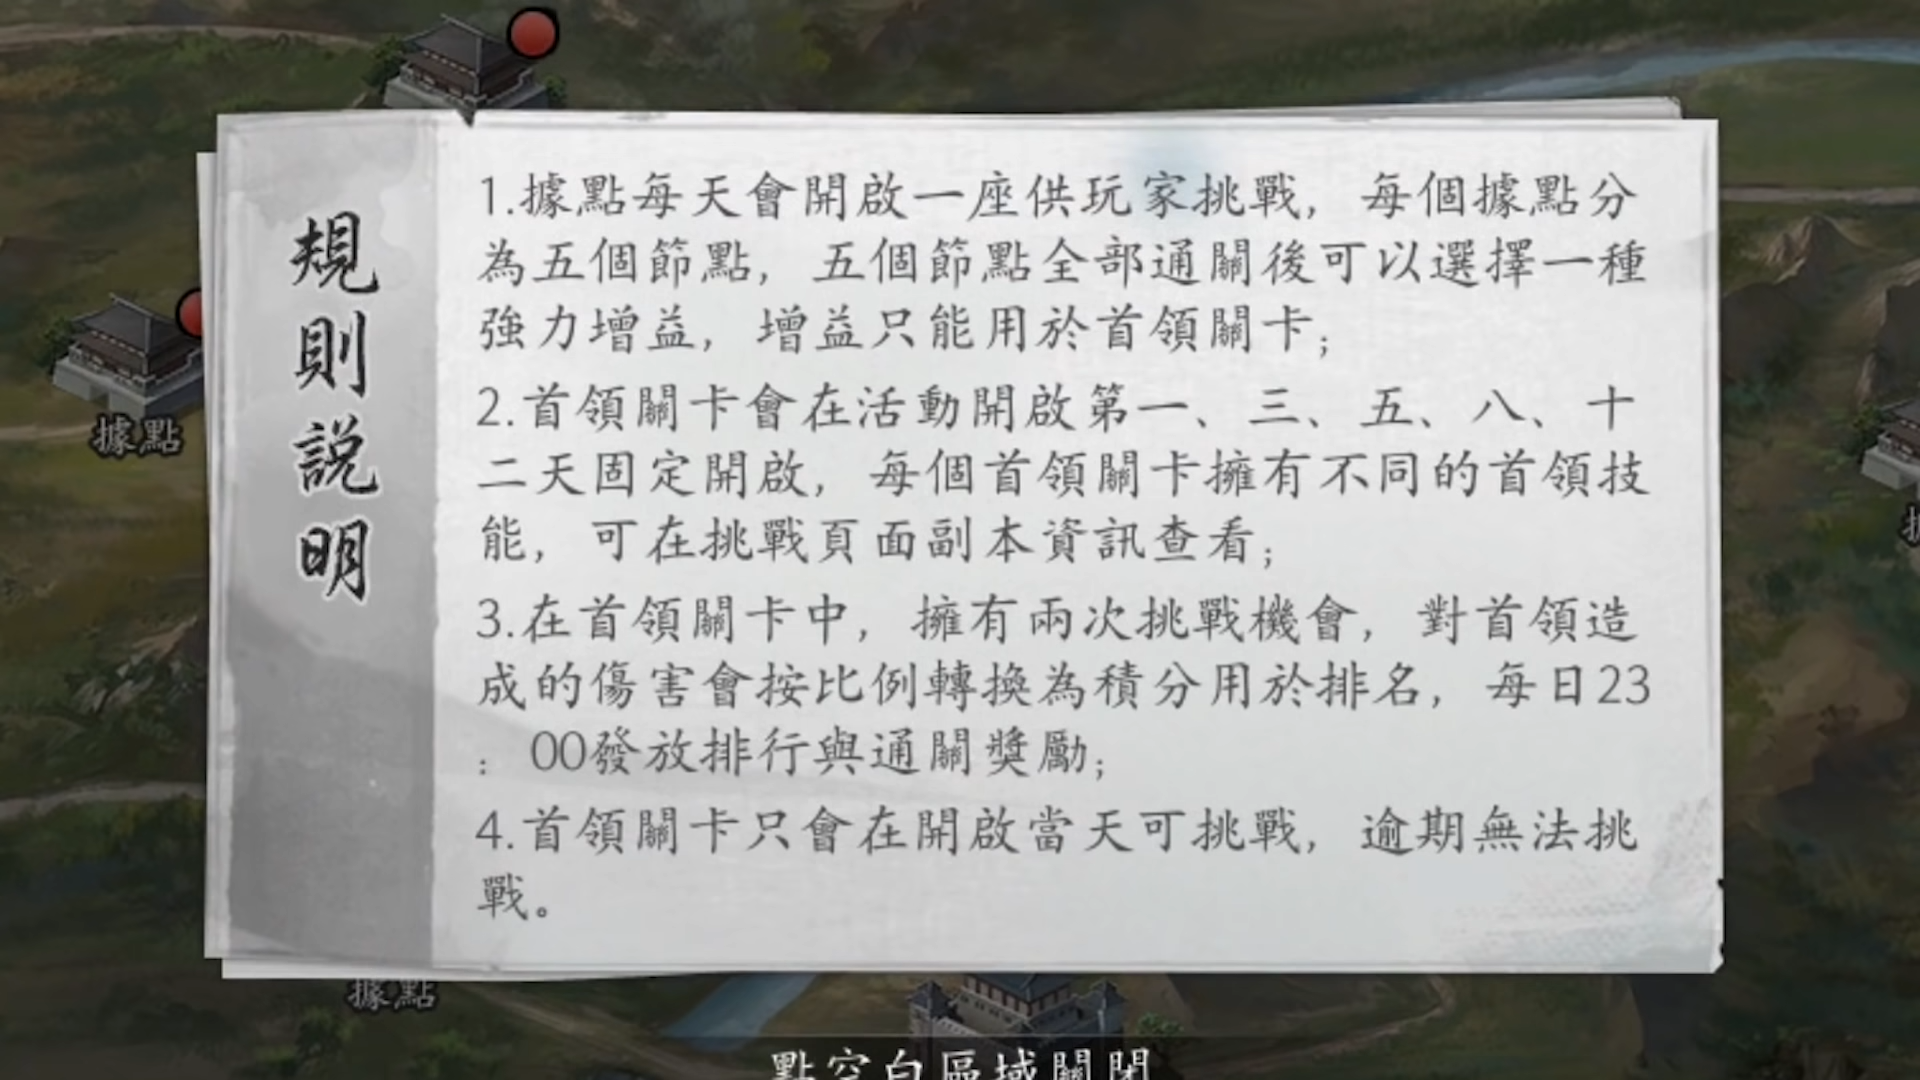 規則說明
1.據點每天會開啟一座供玩家挑戰，每個據點分
為五個節點，五個節點全部通關後可以選擇一種
強力增益，增益只能用於首領關卡；
2.首領關卡會在活動開啟第一、三、五、八、十
二天固定開啟，每個首領關卡擁有不同的首領技
能，可在挑戰頁面副本資訊查看；
3.在首領關卡中，擁有兩次挑戰機會，對首領造
成的傷害會按比例轉換為積分用於排名，每日23
：00發放排行與通關獎勵；
4.首領關卡只會在開啟當天可挑戰，逾期無法挑
戰。
據點
據點
點空白區域關閉